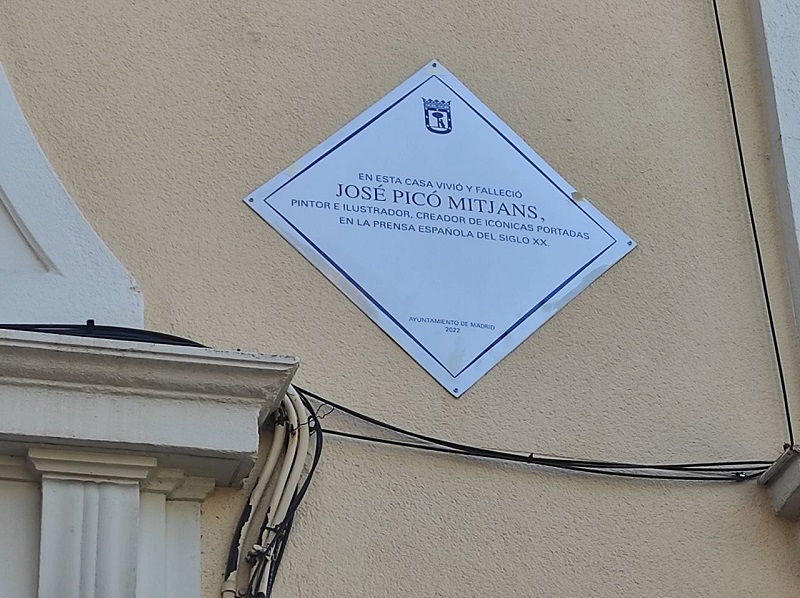 EN ESTA CASA VIVIÓ Y FALLECIÓ
JOSÉ PICÓ MITJANS,
PINTOR E ILUSTRADOR, CREADOR DE ICÓNICAS PORTADAS
EN LA PRENSA ESPAÑOLA DEL SIGLO XX.
AYUNTAMIENTO DE MADRID
2022